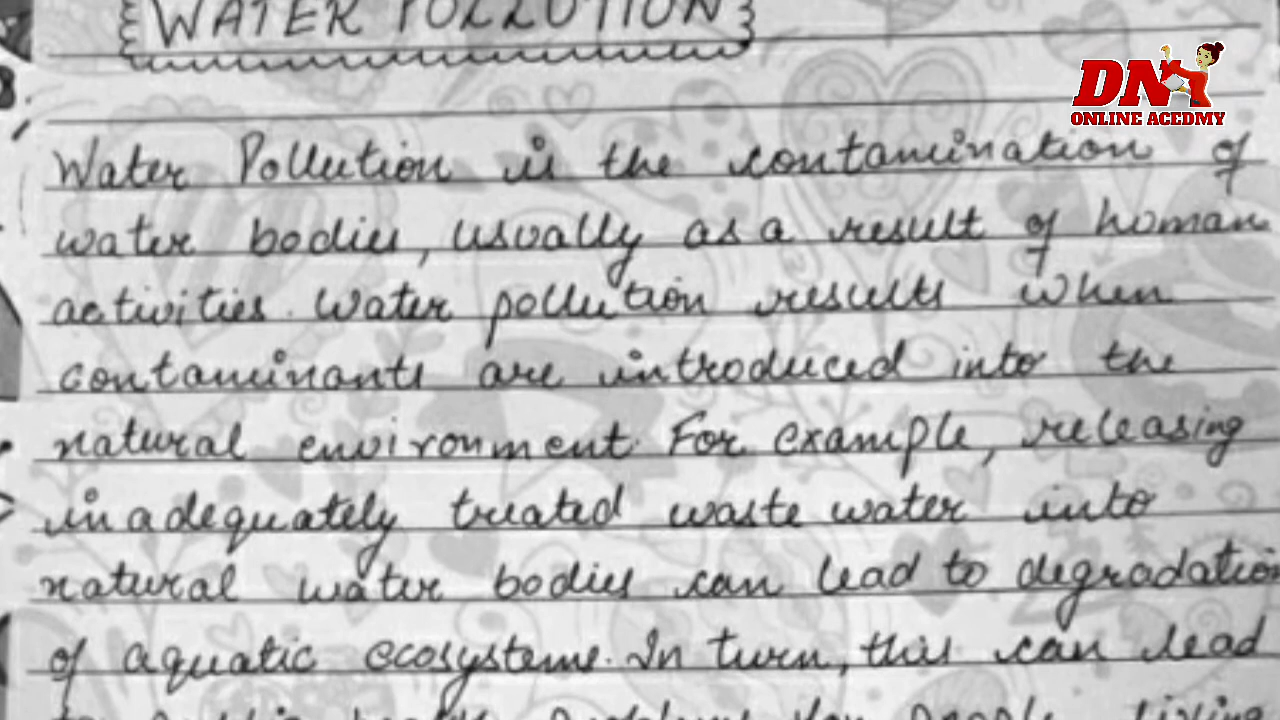 WATER POLLUTION
DN
ONLINE ACEDMY
Water Pollution is the contamination of
water bodies, usually as a result of human
activities. Water pollution results when
contaminants are introduced into the
natural environment. For example, releasing
inadequately treated waste water into
natural water bodies can lead to degradation
of aquatic ecosystems. In turn, this can lead